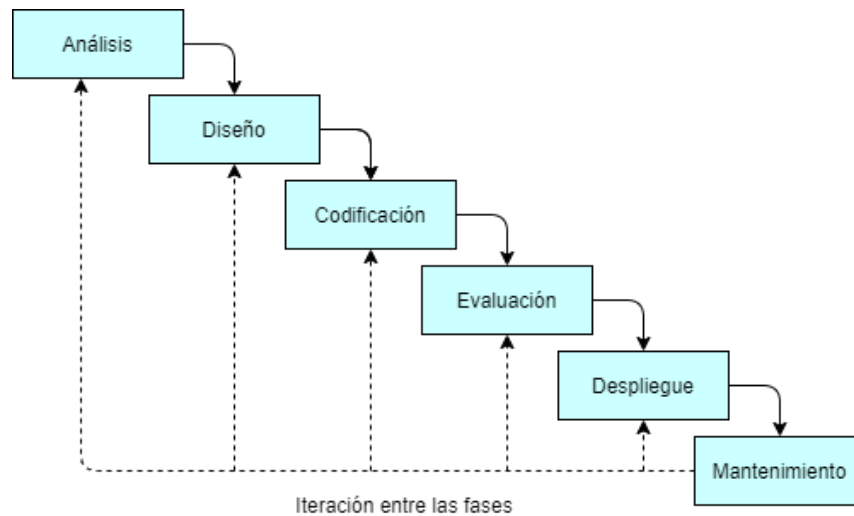 Análisis
Diseño
Codificación
Evaluación
Despliegue
Mantenimiento
Iteración entre las fases